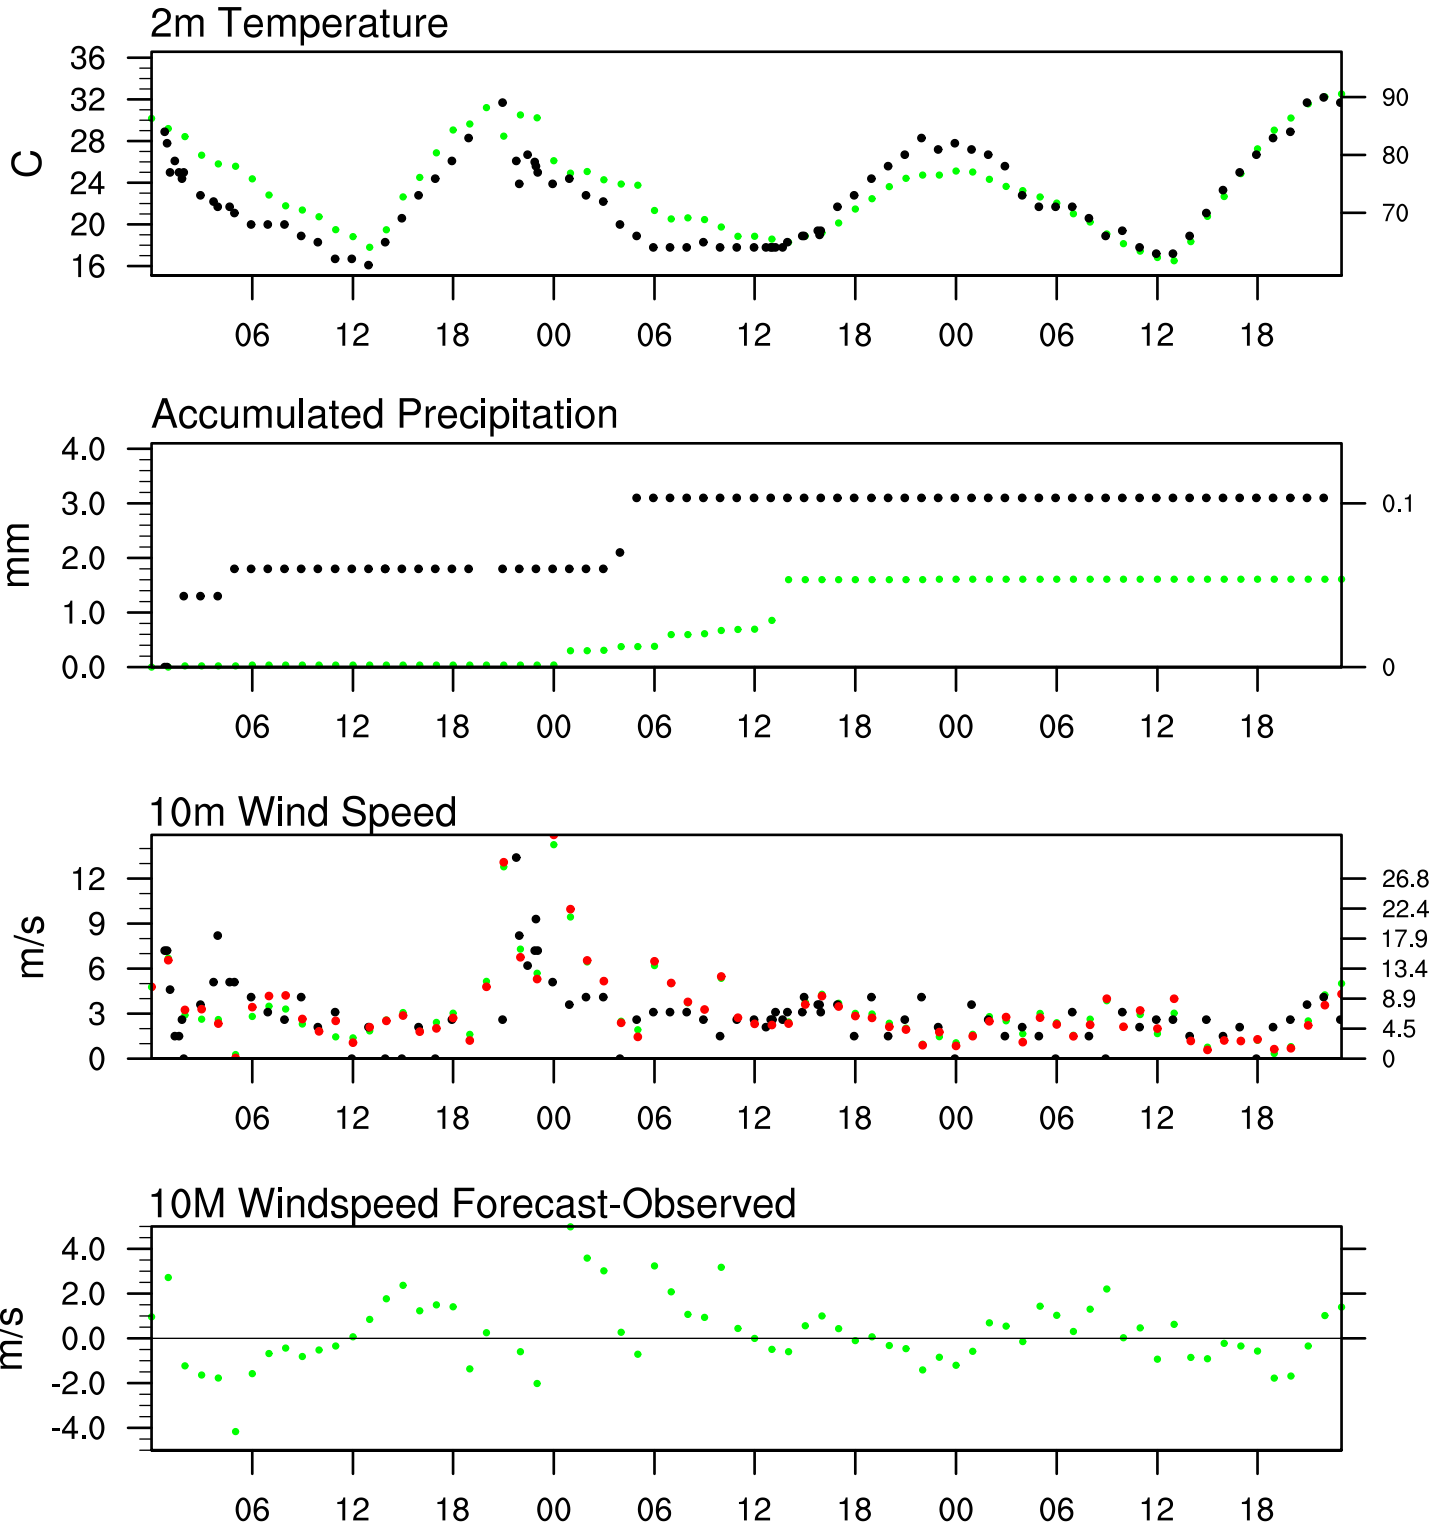 2m Temperature
36
32
28
24
20
16
C
90
80
70
06 12 18 00 06 12 18 00 06 12 18
Accumulated Precipitation
4.0
3.0
2.0
1.0
0.0
mm
0.1
0
06 12 18 00 06 12 18 00 06 12 18
10m Wind Speed
12
9
6
3
0
m/s
26.8
22.4
17.9
13.4
8.9
4.5
0
06 12 18 00 06 12 18 00 06 12 18
10M Windspeed Forecast-Observed
4.0
2.0
0.0
-2.0
-4.0
m/s
06 12 18 00 06 12 18 00 06 12 18